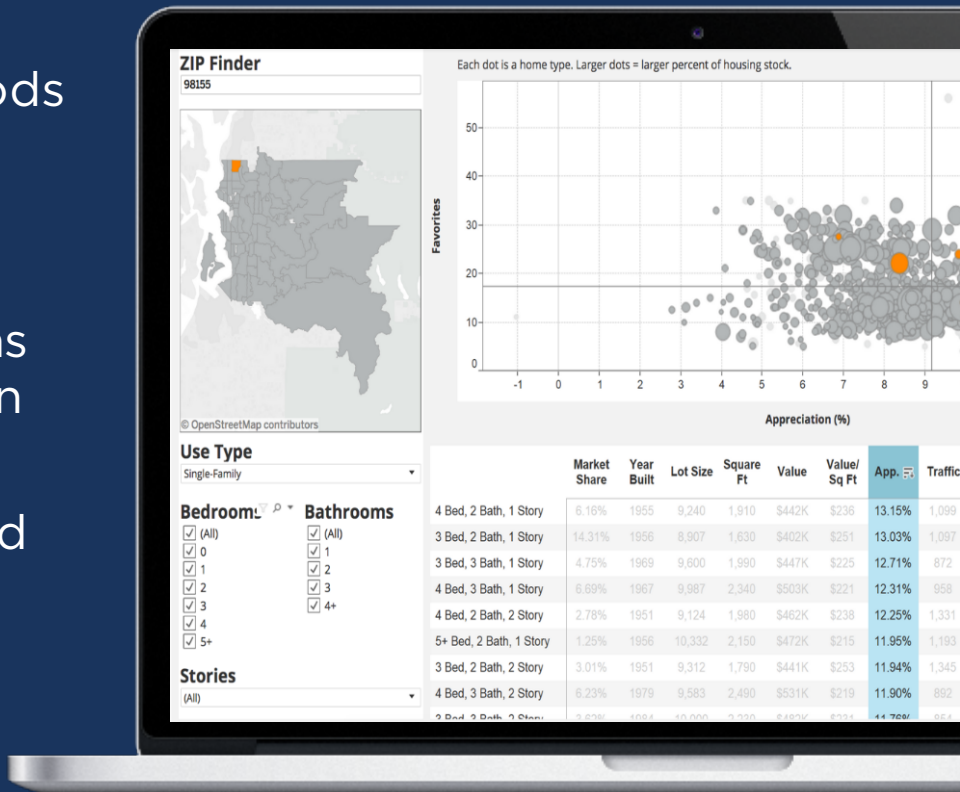 ods
ns
n
d
ZIP Finder
98155
© OpenStreetMap contributors
Use Type
Single-Family
Bedrooms Bathrooms
(All) (All)
0 1
1 2
2 3
3 4+
4
5+
Stories
(All)
Each dot is a home type. Larger dots = larger percent of housing stock.
Favorites
50
40
30
20
10
0
-1 0 1 2 3 4 5 6 7 8 9
Appreciation (%)
Market Share Year Built Lot Size Square Ft Value Value/ Sq Ft App. Traffic
4 Bed, 2 Bath, 1 Story 6.16% 1955 9,240 1,910 $442K $236 13.15% 1,099
3 Bed, 2 Bath, 1 Story 14.31% 1956 8,907 1,630 $402K $251 13.03% 1,097
3 Bed, 3 Bath, 1 Story 4.75% 1969 9,600 1,990 $447K $225 12.71% 872
4 Bed, 3 Bath, 1 Story 6.69% 1967 9,987 2,340 $503K $221 12.31% 958
4 Bed, 2 Bath, 2 Story 2.78% 1951 9,124 1,980 $462K $238 12.25% 1,331
5+ Bed, 2 Bath, 1 Story 1.25% 1956 10,332 2,150 $472K $215 11.95% 1,193
3 Bed, 2 Bath, 2 Story 3.01% 1951 9,312 1,790 $441K $253 11.94% 1,345
4 Bed, 3 Bath, 2 Story 6.23% 1979 9,583 2,490 $531K $219 11.90% 892